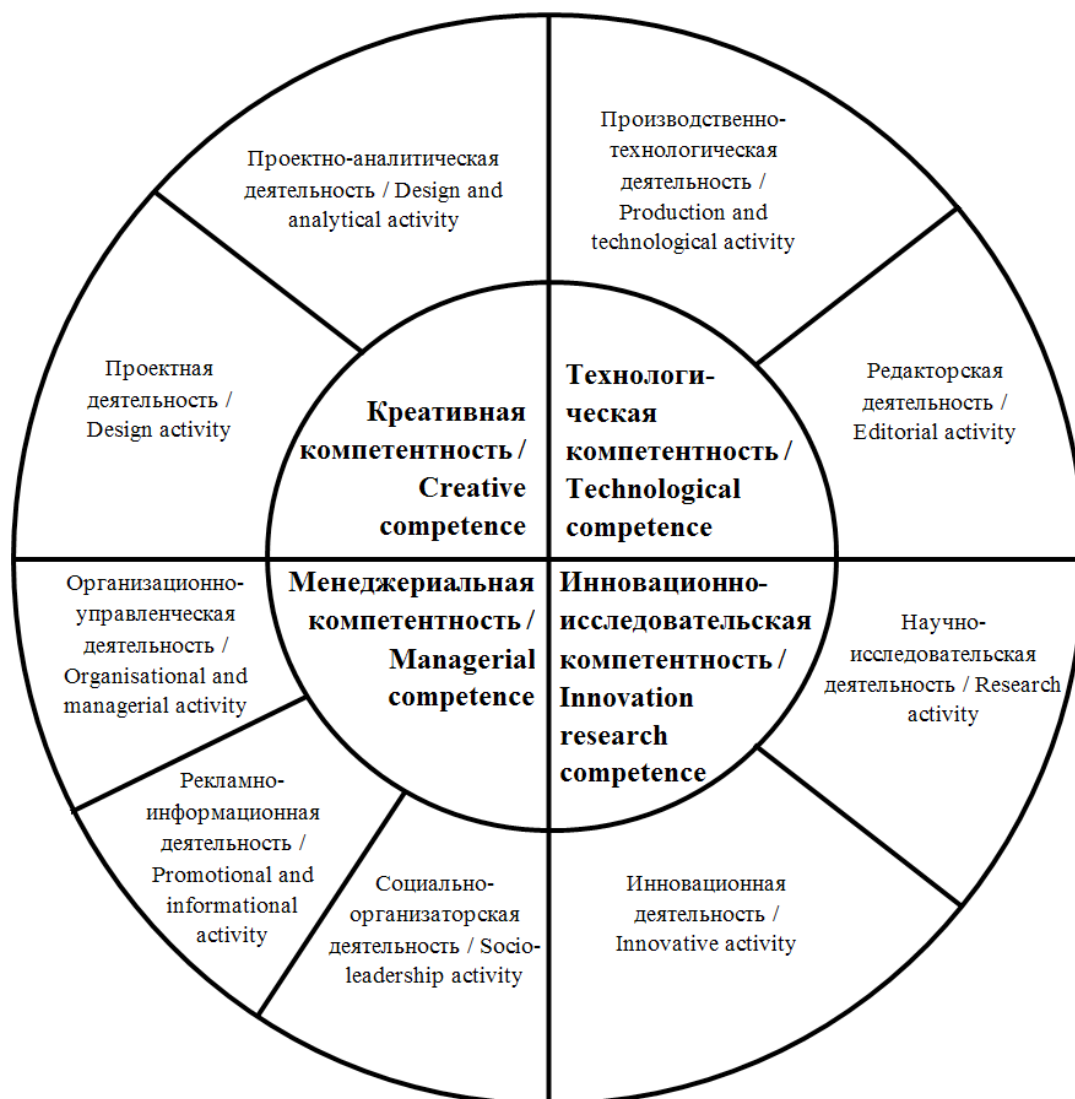 Проектно-аналитическая
деятельность / Design and
analytical activity
Производственно-
технологическая
деятельность /
Production and
technological activity
Проектная
деятельность /
Design activity
Креативная
компетентность /
Creative
competence
Технологи-
ческая
компетентность /
Technological
competence
Редакторская
деятельность /
Editorial activity
Организационно-
управленческая
деятельность /
Organisational and
managerial activity
Менеджериальная
компетентность /
Managerial
competence
Инновационно-
исследовательская
компетентность /
Innovation
research
competence
Научно-
исследовательская
деятельность / Research
activity
Рекламно-
информационная
деятельность /
Promotional and
informational
activity
Социально-
организаторская
деятельность / Socio-
leadership activity
Инновационная
деятельность /
Innovative activity